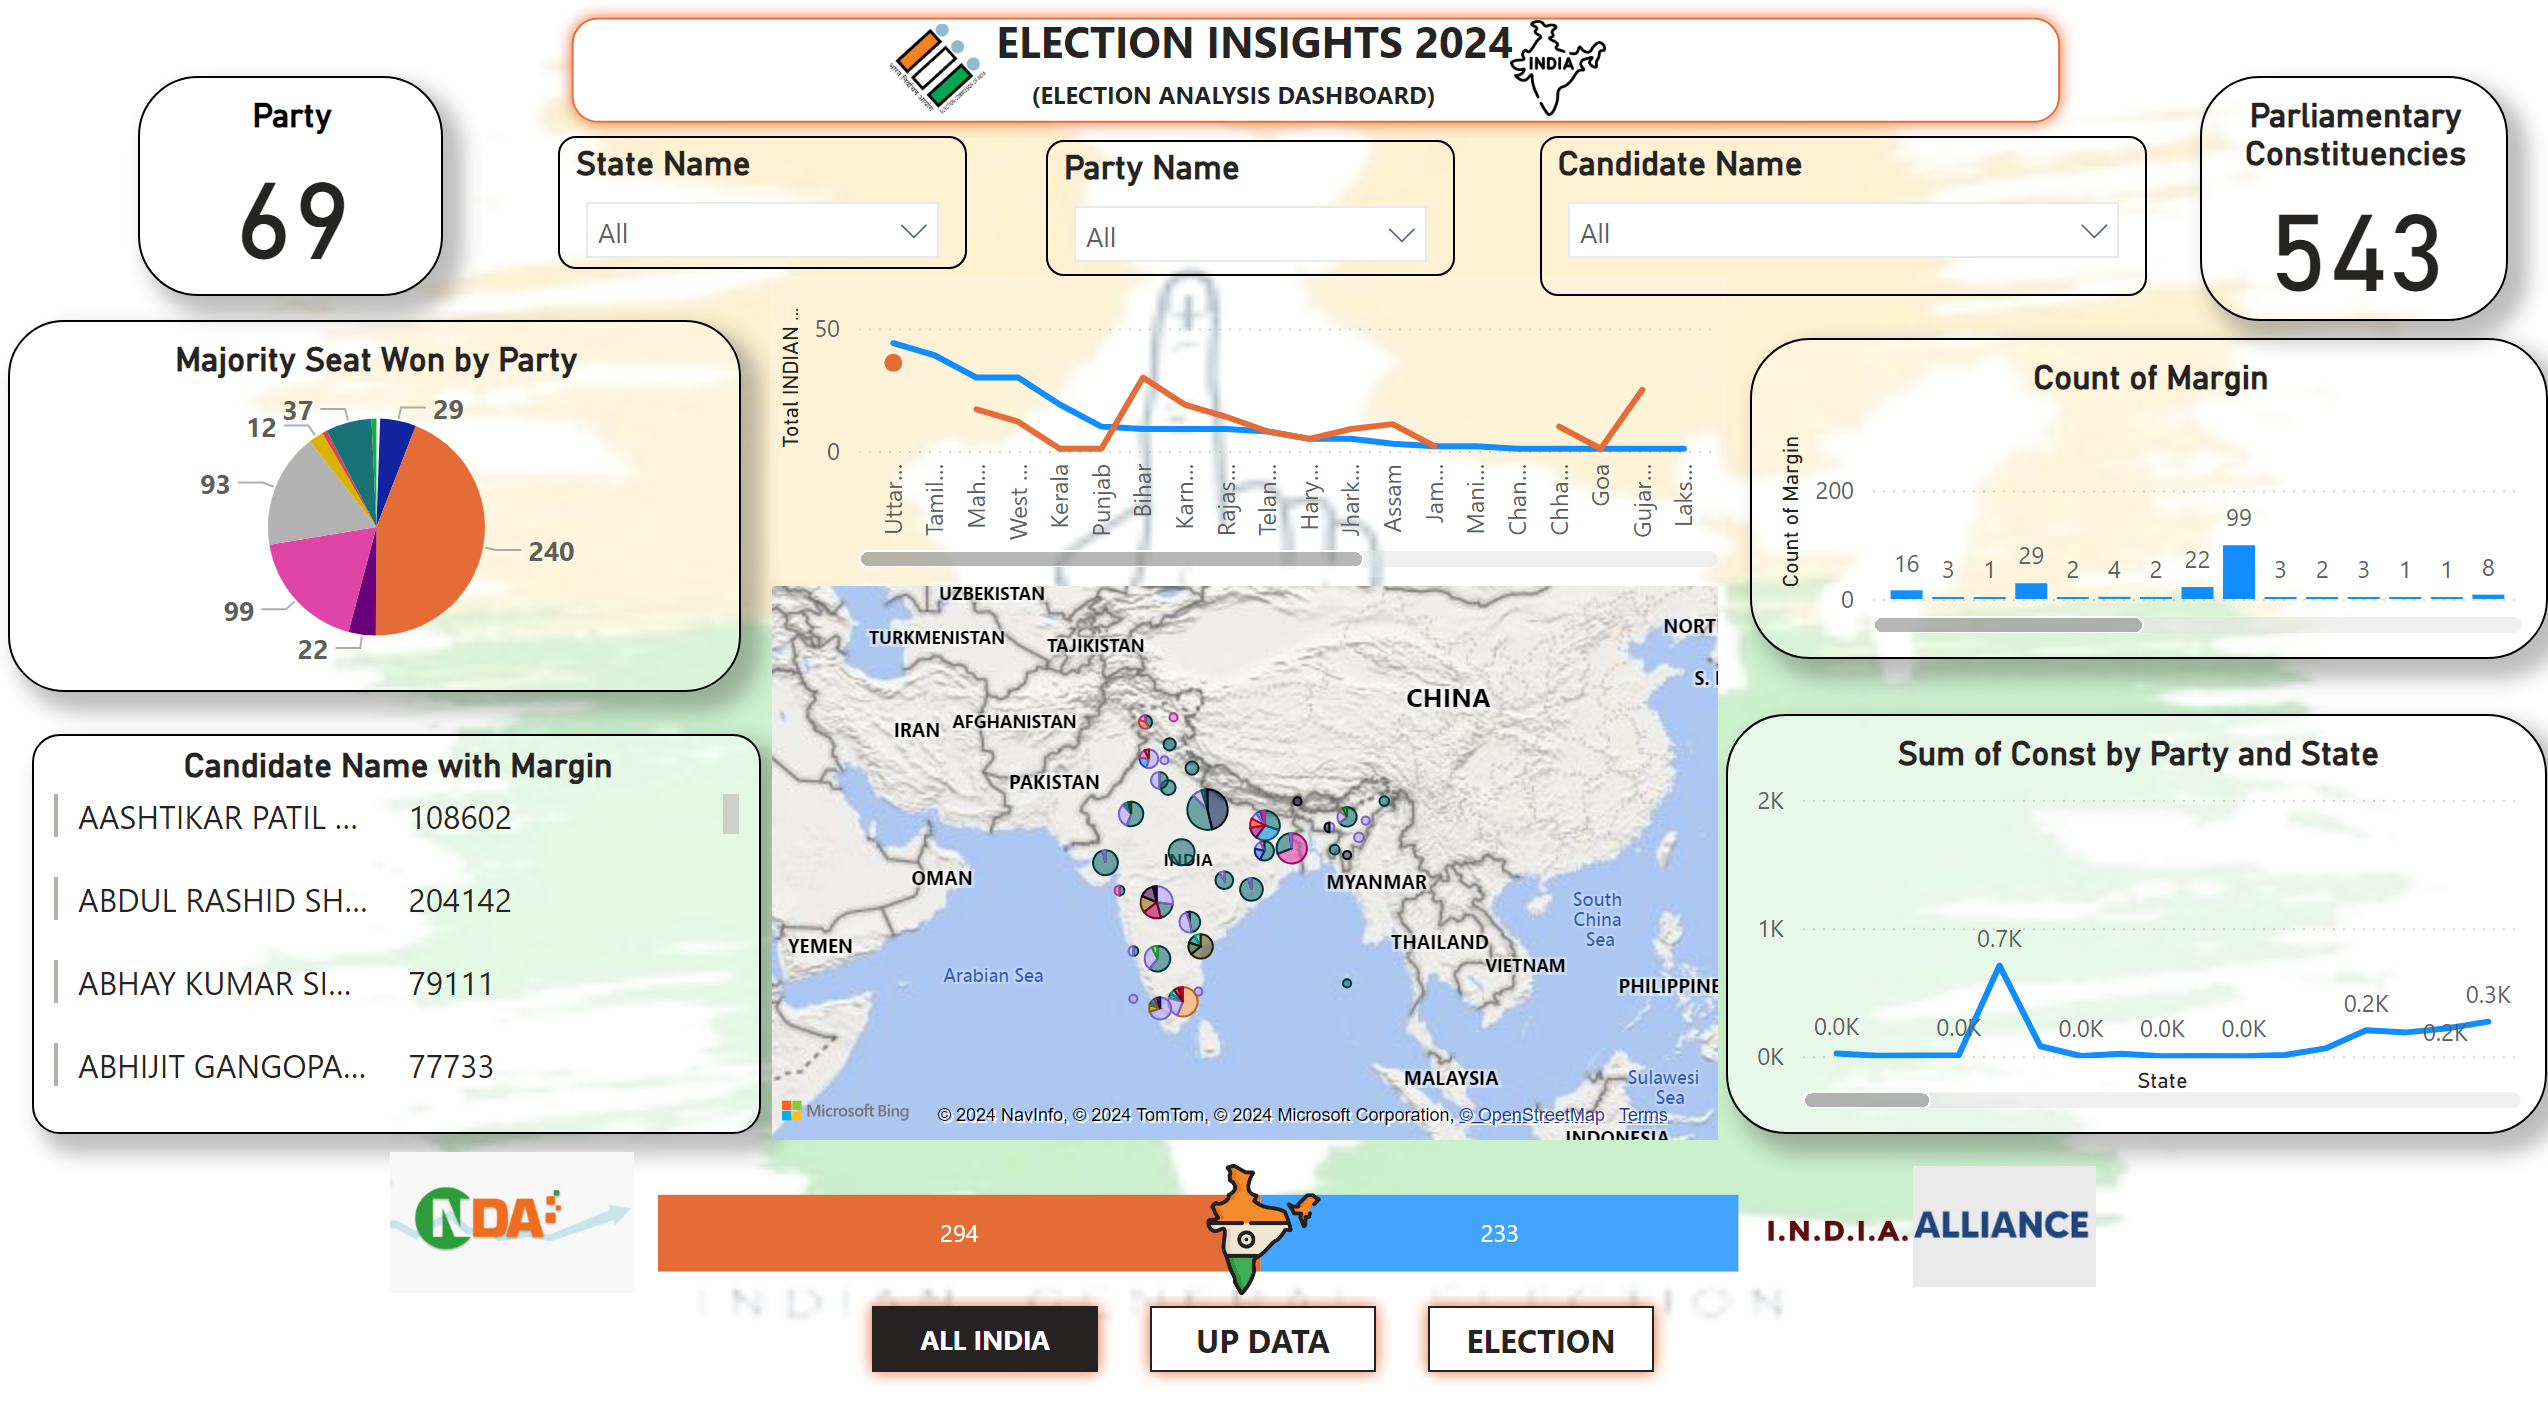 ELECTION INSIGHTS 2024
(ELECTION ANALYSIS DASHBOARD)
INDIA
Party
69
State Name
All
Party Name
All
Candidate Name
All
Parliamentary
Constituencies
543
Majority Seat Won by Party
37
29
12
93
240
99
22
Total INDIAN ...
50
0
Uttar...
Tamil...
Mah...
West ...
Kerala
Punjab
Bihar
Karn...
Rajas...
Telan...
Hary...
Jhark...
Assam
Jam...
Mani...
Chan...
Chha...
Goa
Gujar...
Laks...
Count of Margin
Count of Margin
200
0
16
3
1
29
2
4
2
22
99
3
2
3
1
1
8
Candidate Name with Margin
AASHTIKAR PATIL ... 108602
ABDUL RASHID SH... 204142
ABHAY KUMAR SI... 79111
ABHIJIT GANGOPA... 77733
UZBEKISTAN
TURKMENISTAN
TAJIKISTAN
NORT
S. I
CHINA
IRAN
AFGHANISTAN
PAKISTAN
INDIA
OMAN
MYANMAR
South
China
Sea
YEMEN
THAILAND
VIETNAM
Arabian Sea
PHILIPPINE
MALAYSIA
Sulawesi
Sea
INDONESIA
Microsoft Bing
© 2024 NavInfo, © 2024 TomTom, © 2024 Microsoft Corporation, © OpenStreetMap Terms
Sum of Const by Party and State
2K
1K
0K
0.0K
0.0K
0.7K
0.0K
0.0K
0.0K
0.2K
0.2K
0.3K
State
NDA
294
233
I.N.D.I.A. ALLIANCE
INDIAN GENERAL ELECTION
ALL INDIA
UP DATA
ELECTION